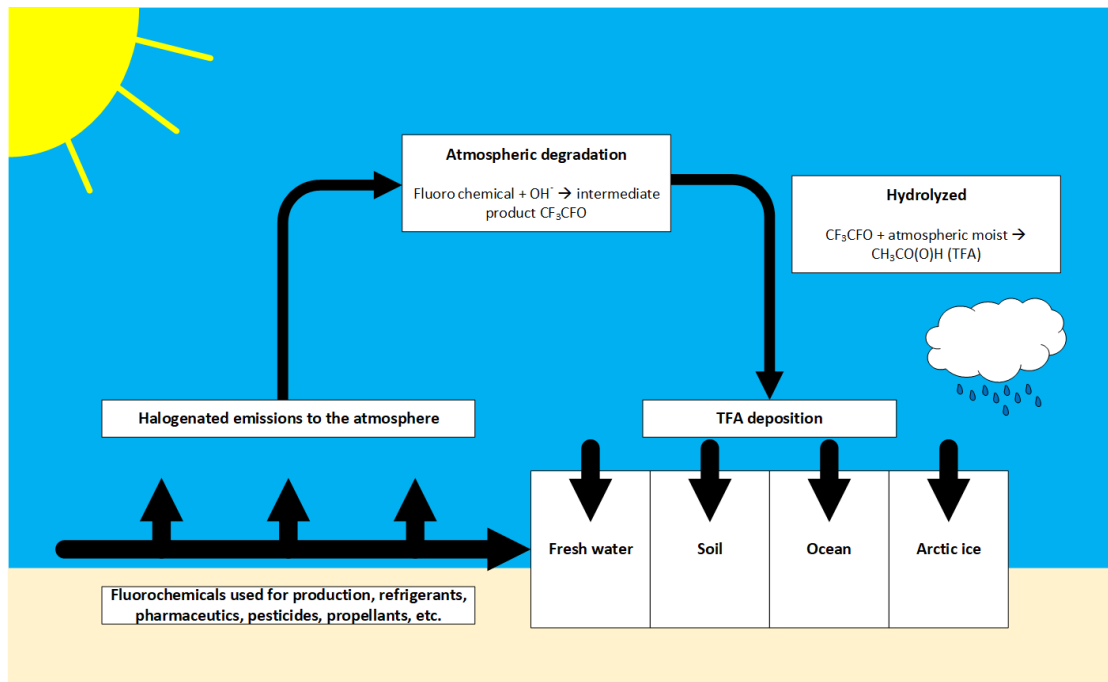 Atmospheric degradation
Fluoro chemical + OH⁻ → intermediate
product CF₃CFO
Hydrolyzed
CF₃CFO + atmospheric moist →
CH₃CO(O)H (TFA)
Halogenated emissions to the atmosphere
TFA deposition
Fresh water
Soil
Ocean
Arctic ice
Fluorochemicals used for production, refrigerants,
pharmaceutics, pesticides, propellants, etc.